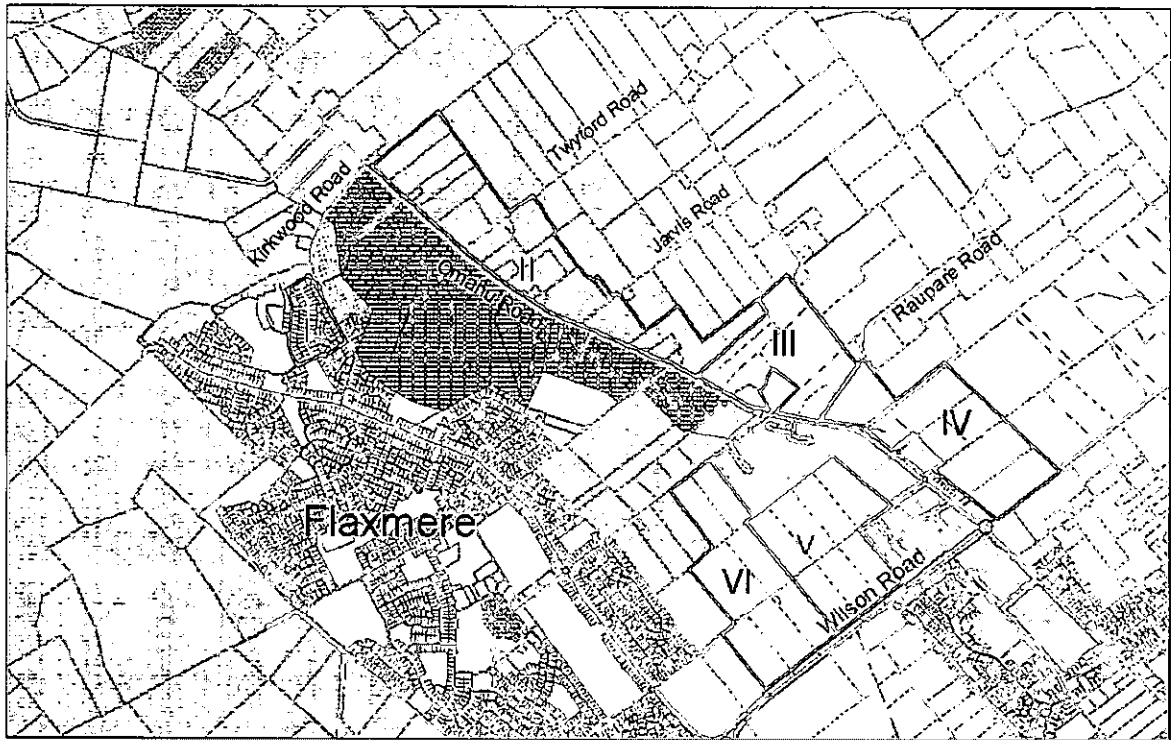 Twyford Road
Kirkwood Road
Jarvis Road
Omahu Road
II
Raupare Road
III
IV
Flaxmere
V
VI
Wilson Road